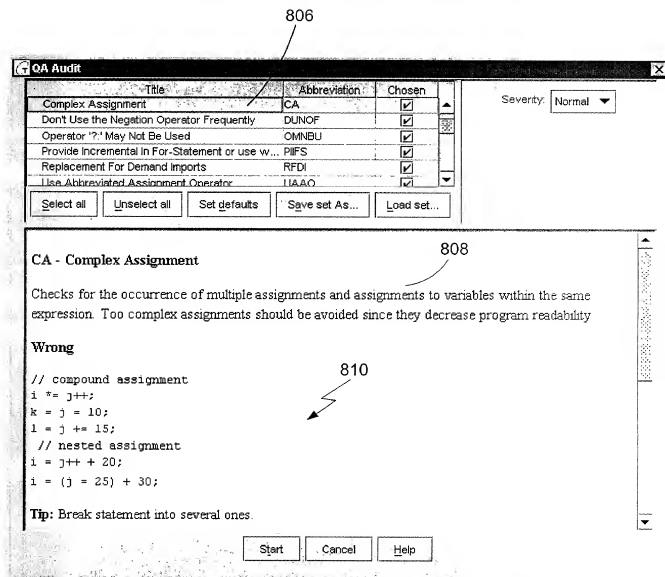 806
QA Audit
Title Abbreviation Chosen
Complex Assignment CA
Don't Use the Negation Operator Frequently DUNOF
Operator '?:' May Not Be Used OMNBU
Provide Incremental In For-Statement or use w... PIIFS
Replacement For Demand Imports RFDI
Use Abbreviated Assignment Operator UAAO
Severity: Normal
Select all Unselect all Set defaults Save set As... Load set...
808
CA - Complex Assignment
Checks for the occurrence of multiple assignments and assignments to variables within the same
expression. Too complex assignments should be avoided since they decrease program readability
Wrong
810
// compound assignment
i *= j++;
k = j = 10;
l = j += 15;
// nested assignment
i = j++ + 20;
i = (j = 25) + 30;
Tip: Break statement into several ones.
Start Cancel Help